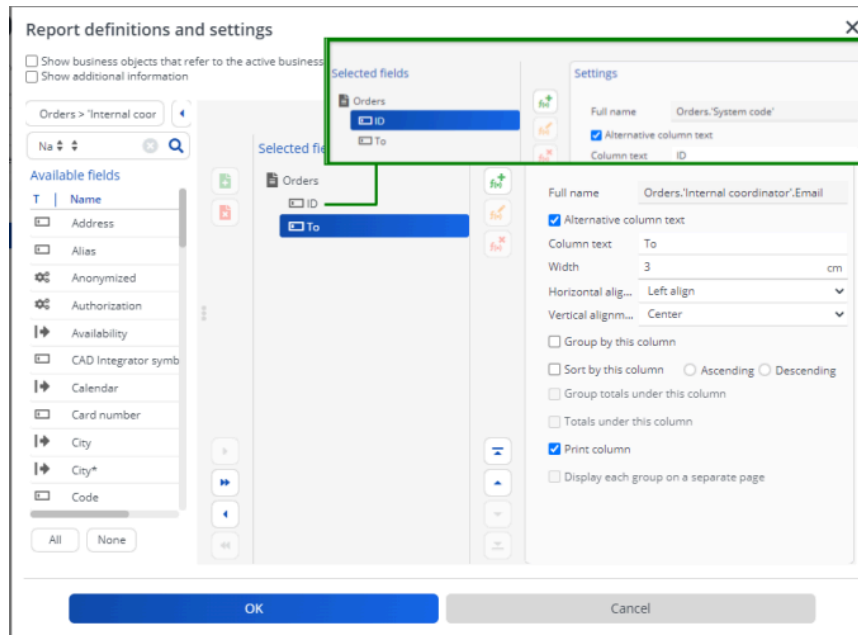 Report definitions and settings
Show business objects that refer to the active business
Show additional information
Orders > 'Internal coor
Na
Available fields
T
Name
Address
Alias
Anonymized
Authorization
Availability
CAD Integrator symb
Calendar
Card number
City
City*
Code
All
None
Selected fie
Orders
ID
To
Selected fields
Orders
ID
To
Settings
Full name
Orders.'System code'
Alternative column text
Column text
ID
Full name
Orders.'Internal coordinator'.Email
Alternative column text
Column text
To
Width
3
cm
Horizontal alig...
Left align
Vertical alignm...
Center
Group by this column
Sort by this column
Ascending
Descending
Group totals under this column
Totals under this column
Print column
Display each group on a separate page
OK
Cancel